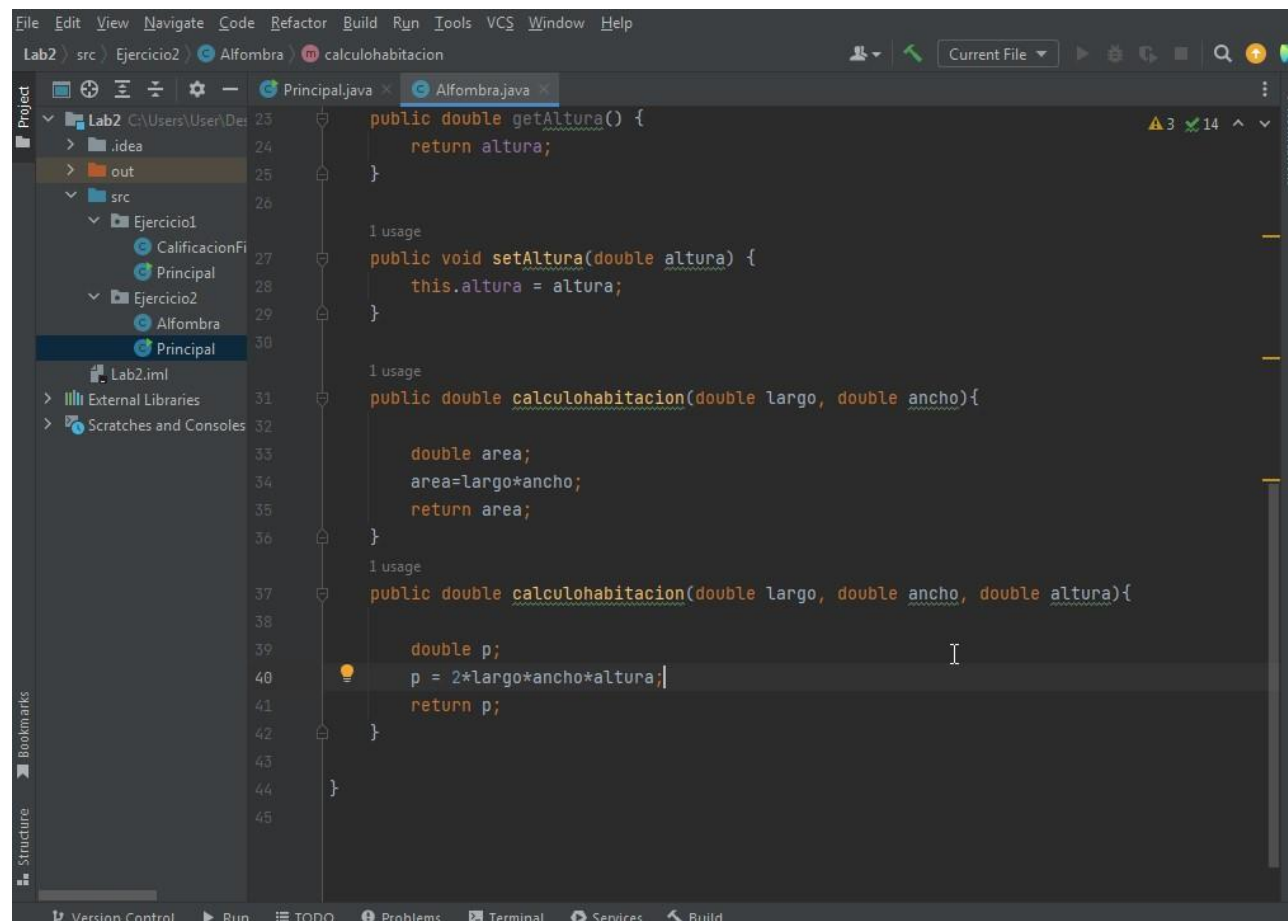 File Edit View Navigate Code Refactor Build Run Tools VCS Window Help
Lab2 src Ejercicio2 Alfombra calculohabitacion Current File
Project
Principal.java Alfombra.java
Lab2 C:\Users\User\De
.idea
out
src
Ejercicio1
CalificacionFi
Principal
Ejercicio2
Alfombra
Principal
Lab2.iml
External Libraries
Scratches and Consoles
3 14
23 public double getAltura() {
24 return altura;
25 }
26
1 usage
27 public void setAltura(double altura) {
28 this.altura = altura;
29 }
30
1 usage
31 public double calculohabitacion(double largo, double ancho){
32
33 double area;
34 area=largo*ancho;
35 return area;
36 }
1 usage
37 public double calculohabitacion(double largo, double ancho, double altura){
38
39 double p;
40 p = 2*largo*ancho*altura;
41 return p;
42 }
43
44 }
45
Bookmarks
Structure
Version Control Run TODO Problems Terminal Services Build